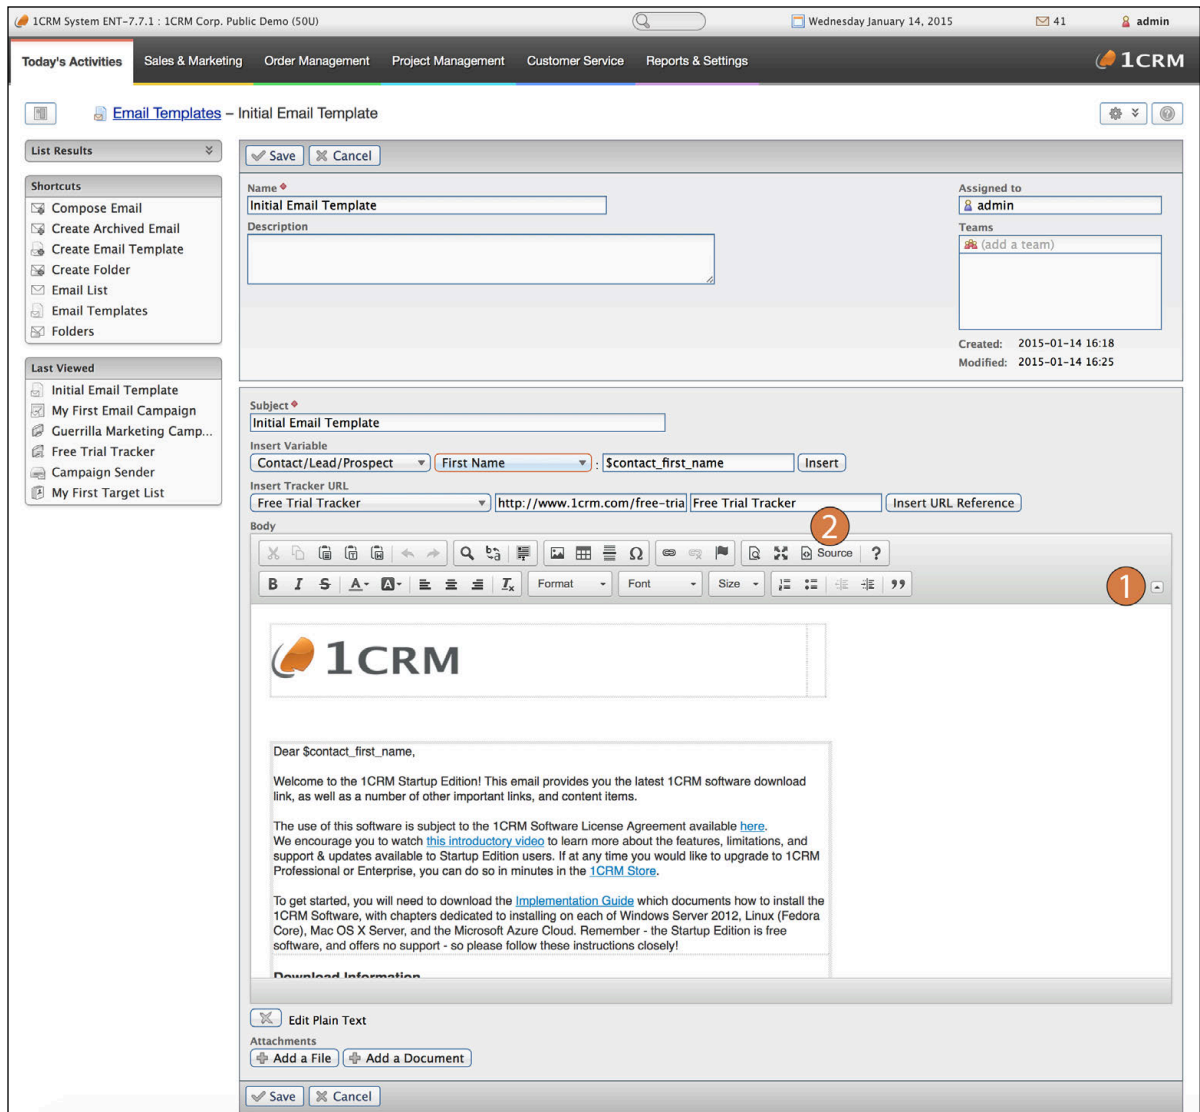 1CRM System ENT-7.7.1 : 1CRM Corp. Public Demo (50U)
Wednesday January 14, 2015
41
admin
Today's Activities
Sales & Marketing
Order Management
Project Management
Customer Service
Reports & Settings
1CRM
Email Templates – Initial Email Template
List Results
Shortcuts
Compose Email
Create Archived Email
Create Email Template
Create Folder
Email List
Email Templates
Folders
Last Viewed
Initial Email Template
My First Email Campaign
Guerrilla Marketing Camp...
Free Trial Tracker
Campaign Sender
My First Target List
Save
Cancel
Name
Initial Email Template
Description
Assigned to
admin
Teams
(add a team)
Created: 2015-01-14 16:18
Modified: 2015-01-14 16:25
Subject
Initial Email Template
Insert Variable
Contact/Lead/Prospect
First Name
:
$contact_first_name
Insert
Insert Tracker URL
Free Trial Tracker
http://www.1crm.com/free-tria
Free Trial Tracker
Insert URL Reference
Body
2
Source
?
B I S A A Ix
Format
Font
Size
1
1CRM
Dear $contact_first_name,
Welcome to the 1CRM Startup Edition! This email provides you the latest 1CRM software download
link, as well as a number of other important links, and content items.
The use of this software is subject to the 1CRM Software License Agreement available here.
We encourage you to watch this introductory video to learn more about the features, limitations, and
support & updates available to Startup Edition users. If at any time you would like to upgrade to 1CRM
Professional or Enterprise, you can do so in minutes in the 1CRM Store.
To get started, you will need to download the Implementation Guide which documents how to install the
1CRM Software, with chapters dedicated to installing on each of Windows Server 2012, Linux (Fedora
Core), Mac OS X Server, and the Microsoft Azure Cloud. Remember - the Startup Edition is free
software, and offers no support - so please follow these instructions closely!
Download Information
Edit Plain Text
Attachments
Add a File
Add a Document
Save
Cancel